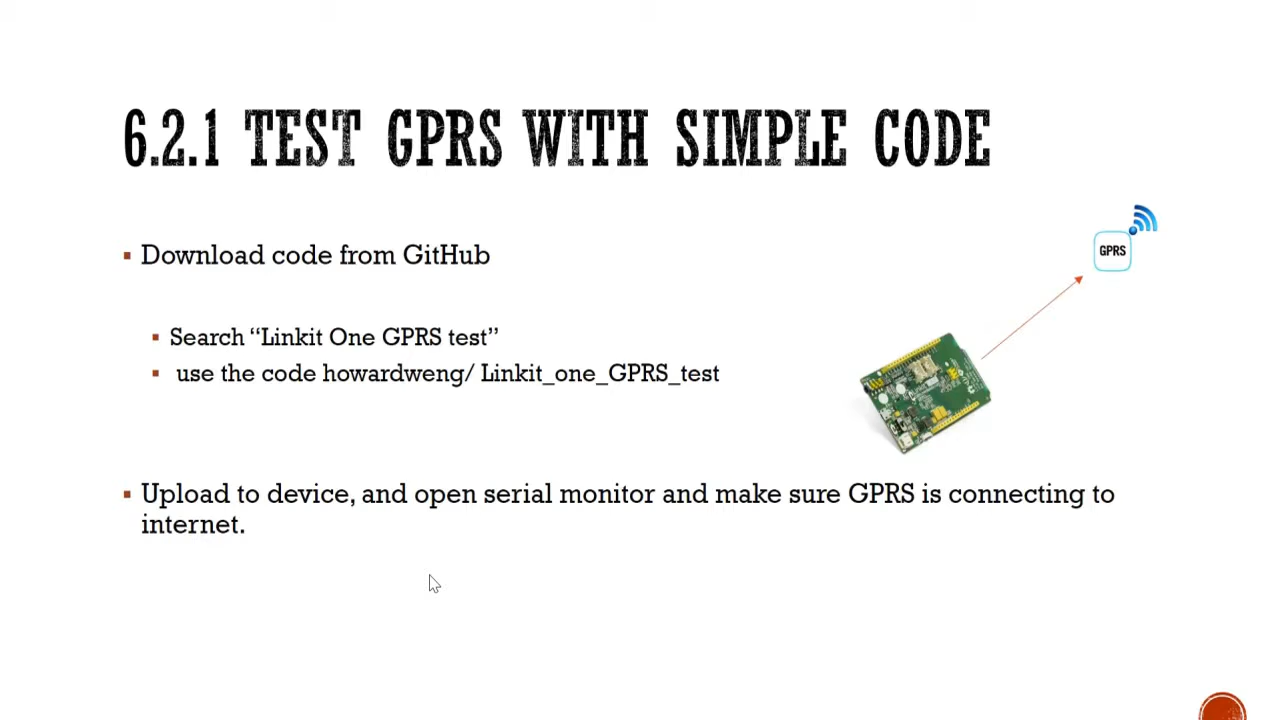 6.2.1 TEST GPRS WITH SIMPLE CODE
Download code from GitHub
GPRS
Search “Linkit One GPRS test”
use the code howardweng/ Linkit_one_GPRS_test
Upload to device, and open serial monitor and make sure GPRS is connecting to
internet.